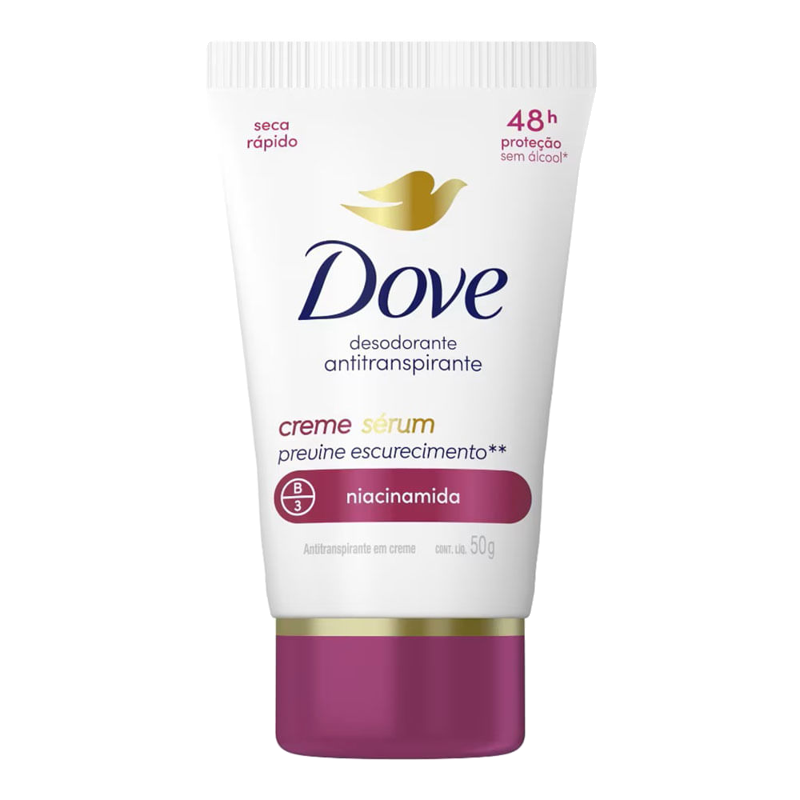 seca
rápido
48h
proteção
sem álcool*
Dove
desodorante
antitranspirante
creme sérum
previne escurecimento**
B
3
niacinamida
Antitranspirante em creme CONT. LÍQ. 50g